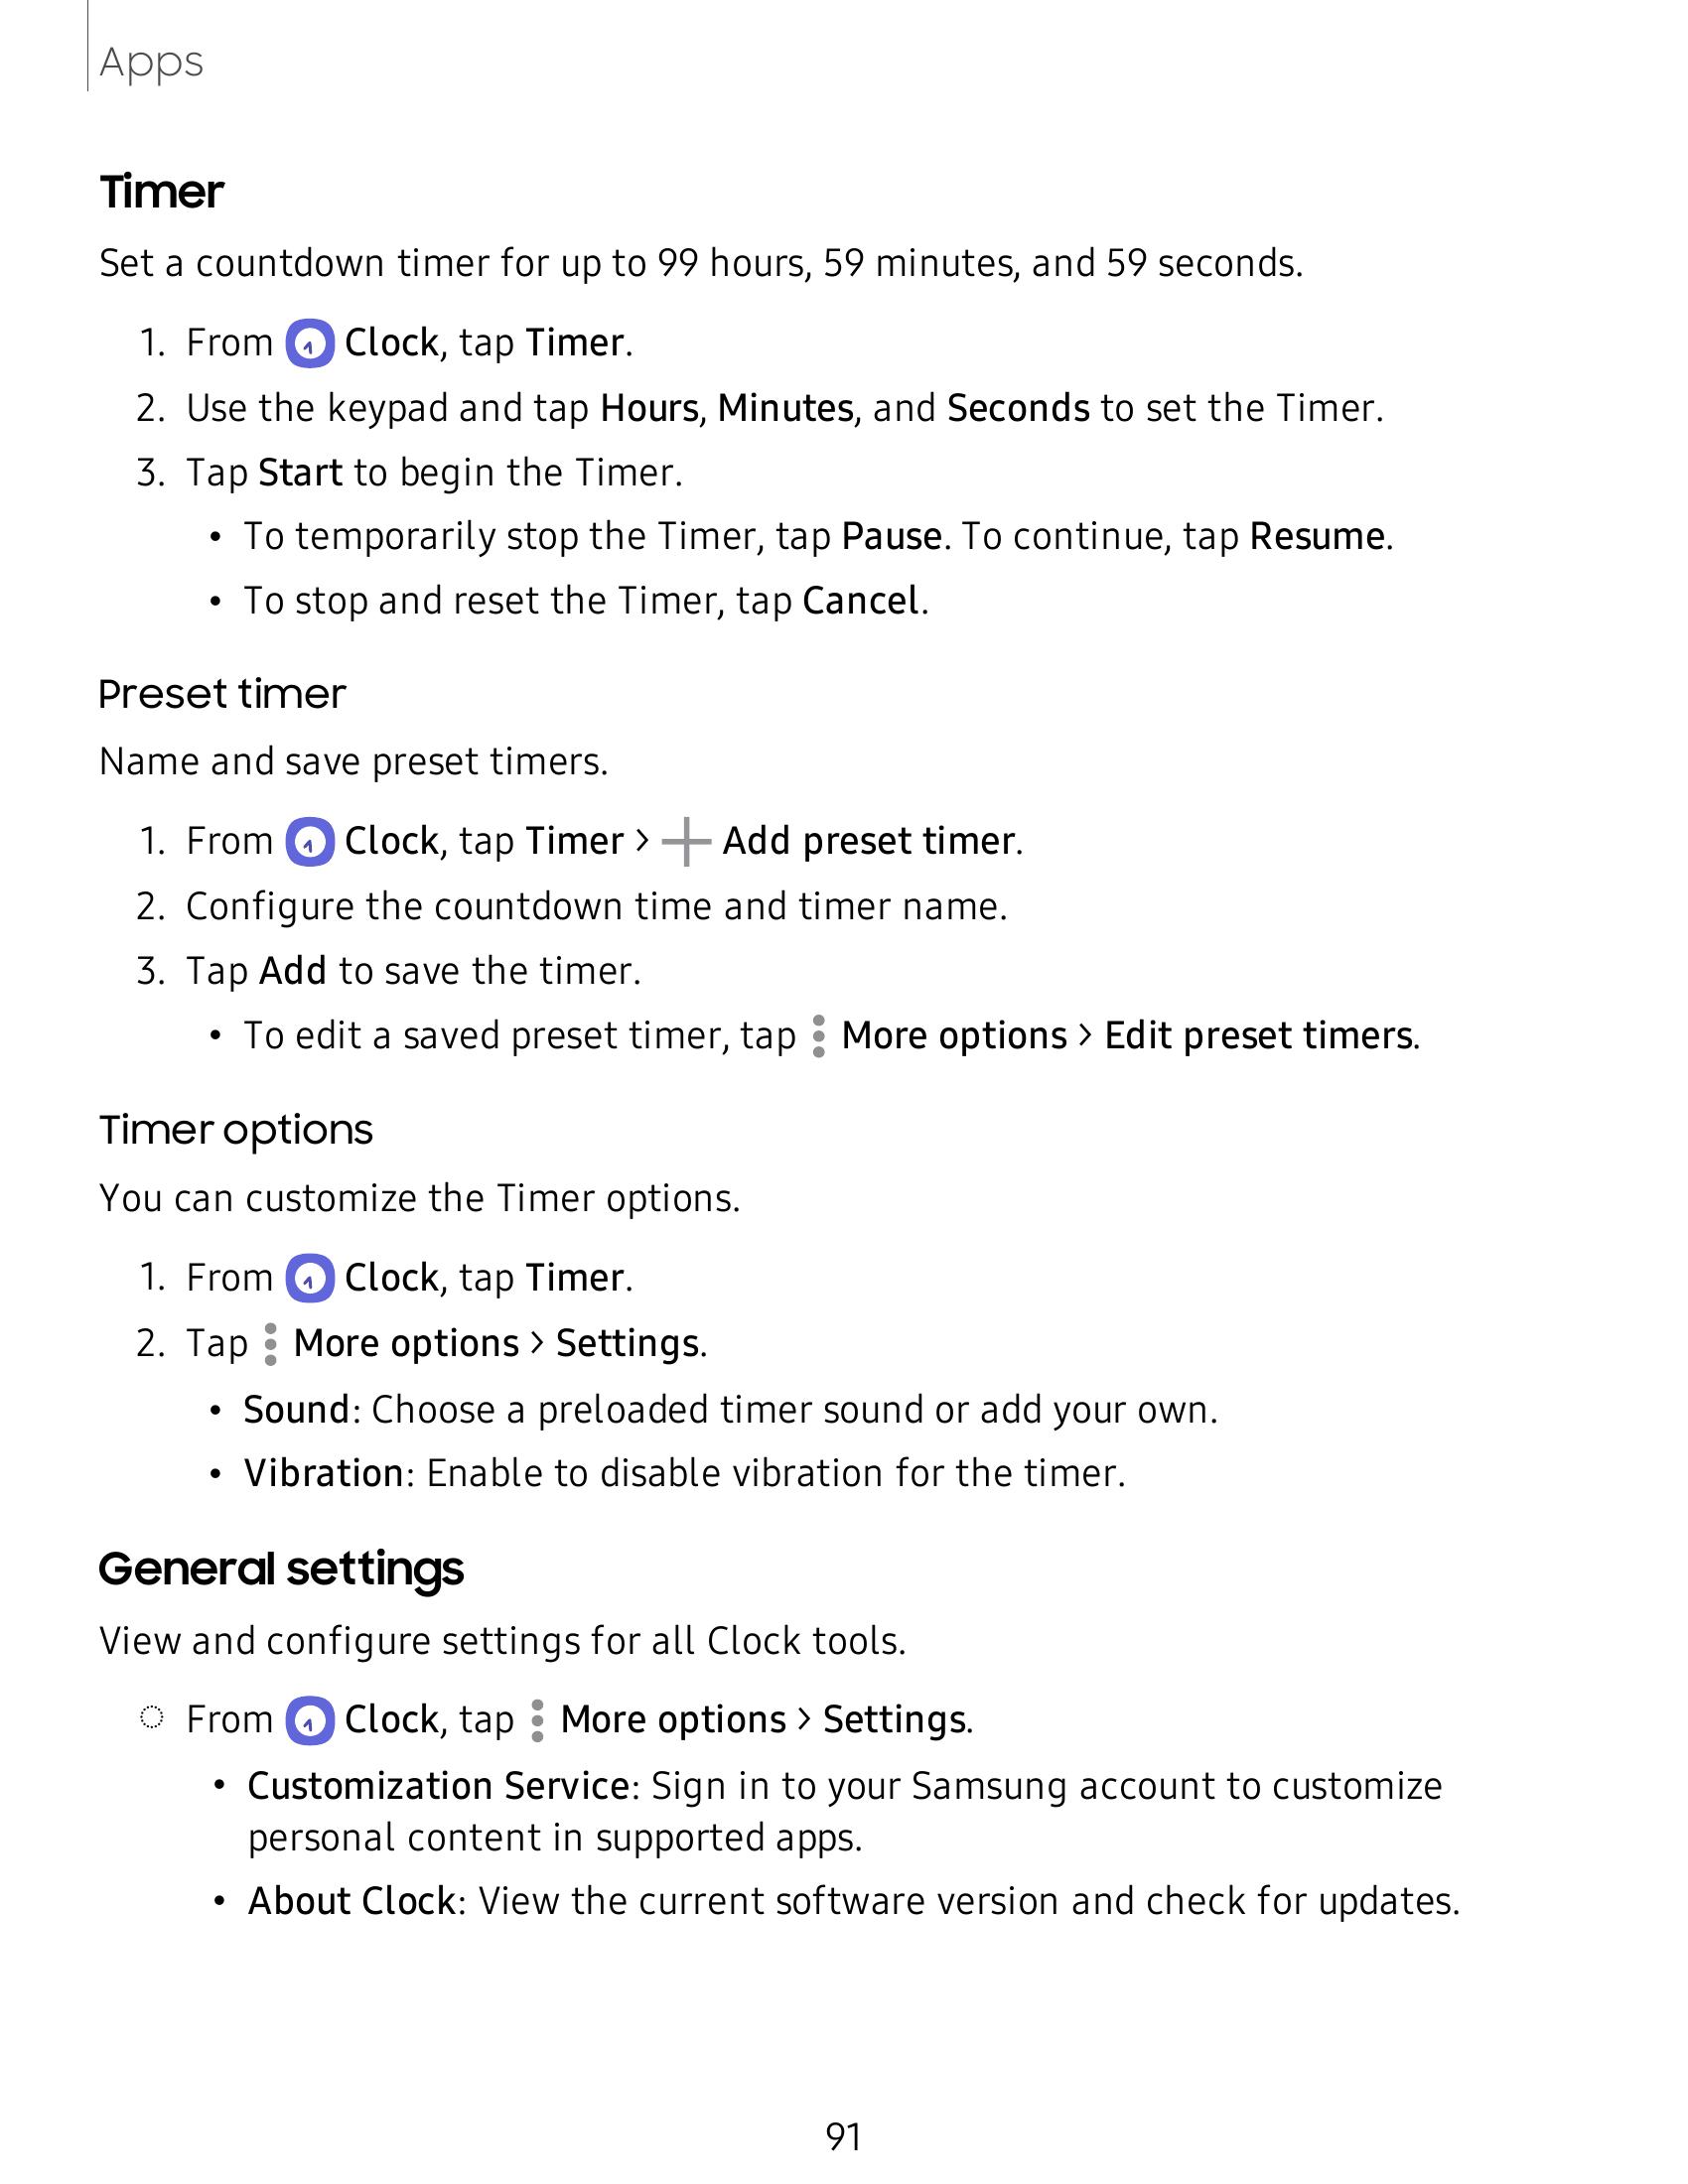 Apps
Timer
Set a countdown timer for up to 99 hours, 59 minutes, and 59 seconds.
1. From Clock, tap Timer.
2. Use the keypad and tap Hours, Minutes, and Seconds to set the Timer.
3. Tap Start to begin the Timer.
• To temporarily stop the Timer, tap Pause. To continue, tap Resume.
• To stop and reset the Timer, tap Cancel.
Preset timer
Name and save preset timers.
1. From Clock, tap Timer > Add preset timer.
2. Configure the countdown time and timer name.
3. Tap Add to save the timer.
• To edit a saved preset timer, tap More options > Edit preset timers.
Timer options
You can customize the Timer options.
1. From Clock, tap Timer.
2. Tap More options > Settings.
• Sound: Choose a preloaded timer sound or add your own.
• Vibration: Enable to disable vibration for the timer.
General settings
View and configure settings for all Clock tools.
◌ From Clock, tap More options > Settings.
• Customization Service: Sign in to your Samsung account to customize
personal content in supported apps.
• About Clock: View the current software version and check for updates.
91